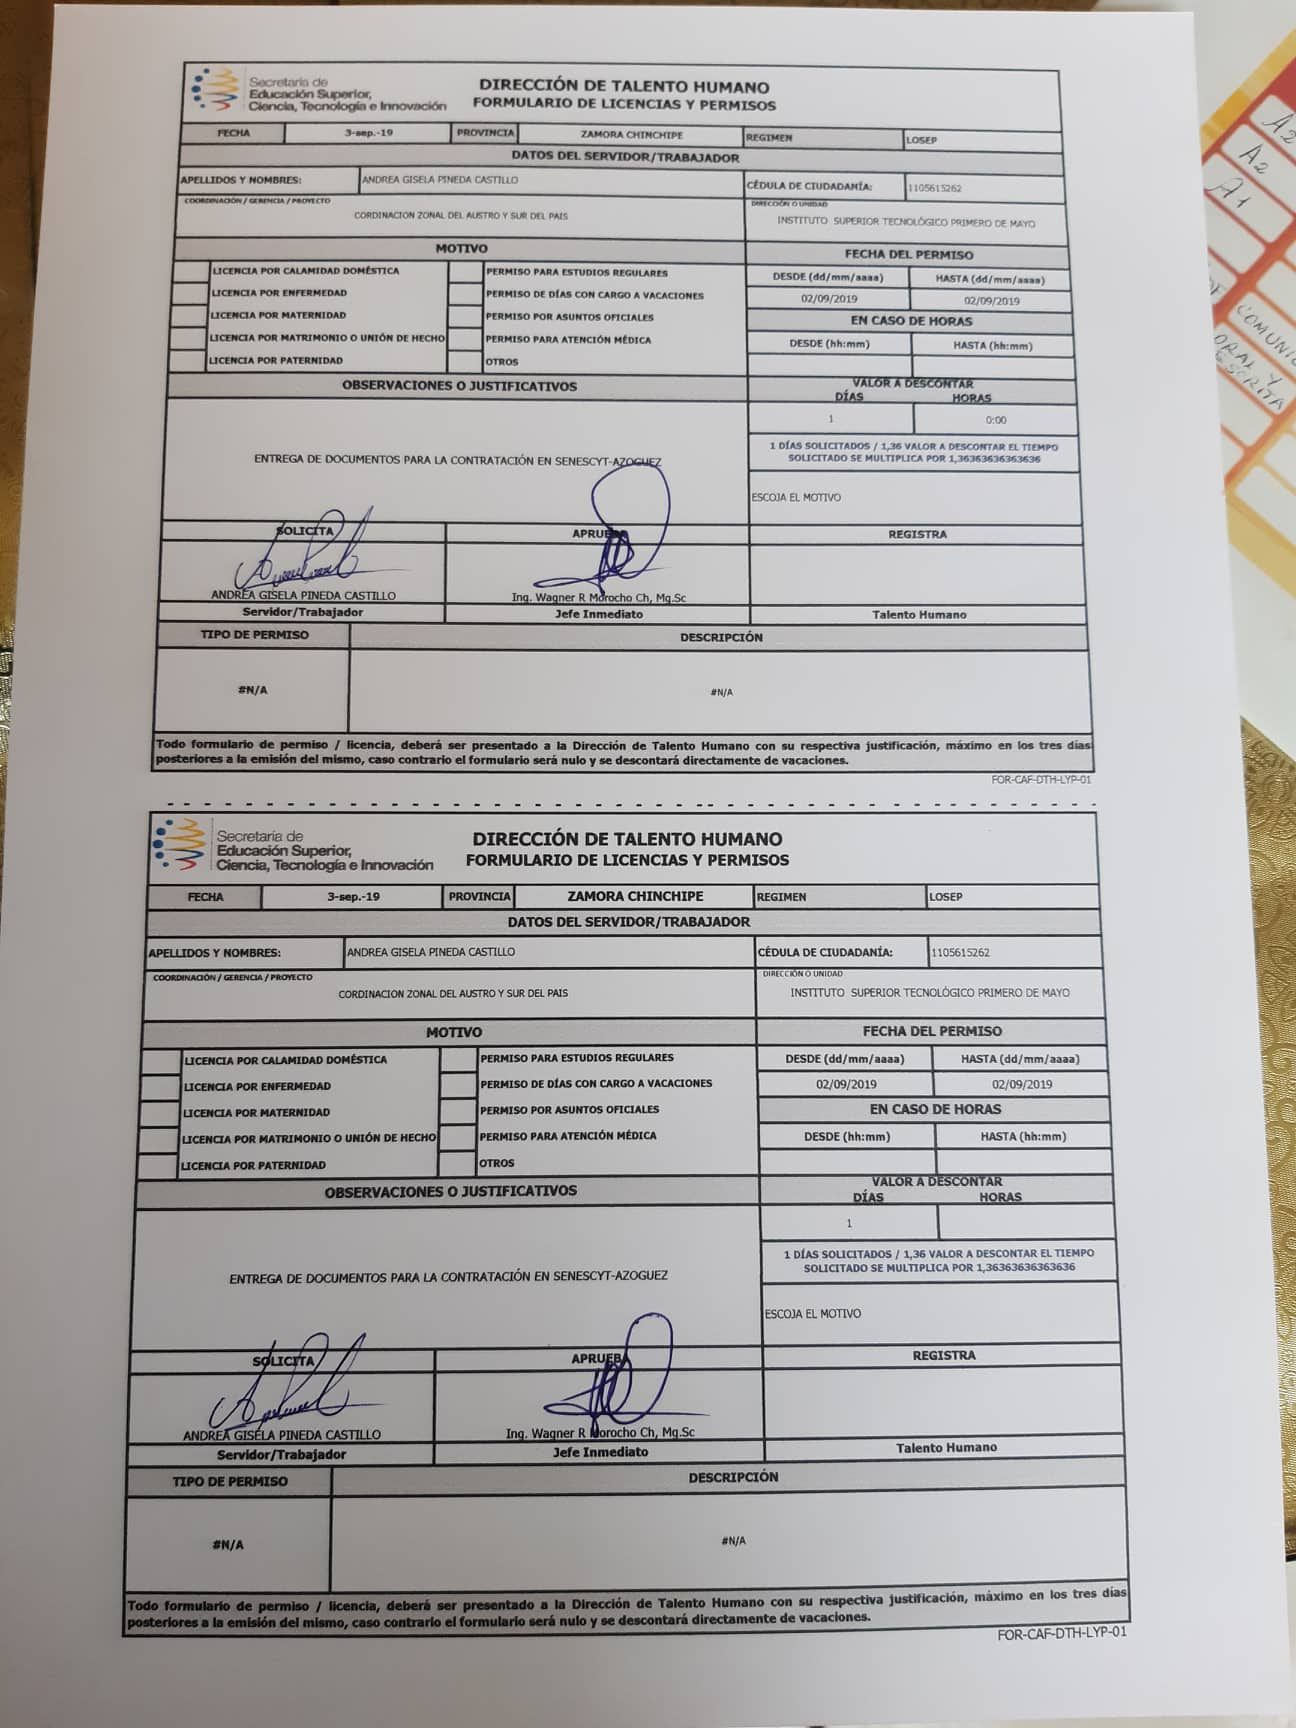 Secretaría de
Educación Superior,
Ciencia, Tecnología e Innovación
DIRECCIÓN DE TALENTO HUMANO
FORMULARIO DE LICENCIAS Y PERMISOS
FECHA 3-sep.-19 PROVINCIA ZAMORA CHINCHIPE REGIMEN LOSEP
DATOS DEL SERVIDOR/TRABAJADOR
APELLIDOS Y NOMBRES: ANDREA GISELA PINEDA CASTILLO CÉDULA DE CIUDADANÍA: 1105615262
COORDINACIÓN / GERENCIA / PROYECTO DIRECCIÓN O UNIDAD
CORDINACION ZONAL DEL AUSTRO Y SUR DEL PAIS INSTITUTO SUPERIOR TECNOLÓGICO PRIMERO DE MAYO
MOTIVO FECHA DEL PERMISO
LICENCIA POR CALAMIDAD DOMÉSTICA PERMISO PARA ESTUDIOS REGULARES DESDE (dd/mm/aaaa) HASTA (dd/mm/aaaa)
LICENCIA POR ENFERMEDAD PERMISO DE DÍAS CON CARGO A VACACIONES 02/09/2019 02/09/2019
LICENCIA POR MATERNIDAD PERMISO POR ASUNTOS OFICIALES EN CASO DE HORAS
LICENCIA POR MATRIMONIO O UNIÓN DE HECHO PERMISO PARA ATENCIÓN MÉDICA DESDE (hh:mm) HASTA (hh:mm)
LICENCIA POR PATERNIDAD OTROS
OBSERVACIONES O JUSTIFICATIVOS VALOR A DESCONTAR
DÍAS HORAS
1 0:00
1 DÍAS SOLICITADOS / 1,36 VALOR A DESCONTAR EL TIEMPO
SOLICITADO SE MULTIPLICA POR 1,36363636363636
ENTREGA DE DOCUMENTOS PARA LA CONTRATACIÓN EN SENESCYT-AZOGUEZ
ESCOJA EL MOTIVO
SOLICITA APRUEBA REGISTRA
ANDREA GISELA PINEDA CASTILLO Ing. Wagner R Morocho Ch, Mg.Sc
Servidor/Trabajador Jefe Inmediato Talento Humano
TIPO DE PERMISO DESCRIPCIÓN
#N/A #N/A
Todo formulario de permiso / licencia, deberá ser presentado a la Dirección de Talento Humano con su respectiva justificación, máximo en los tres días
posteriores a la emisión del mismo, caso contrario el formulario será nulo y se descontará directamente de vacaciones.
FOR-CAF-DTH-LYP-01
Secretaría de
Educación Superior,
Ciencia, Tecnología e Innovación
DIRECCIÓN DE TALENTO HUMANO
FORMULARIO DE LICENCIAS Y PERMISOS
FECHA 3-sep.-19 PROVINCIA ZAMORA CHINCHIPE REGIMEN LOSEP
DATOS DEL SERVIDOR/TRABAJADOR
APELLIDOS Y NOMBRES: ANDREA GISELA PINEDA CASTILLO CÉDULA DE CIUDADANÍA: 1105615262
COORDINACIÓN / GERENCIA / PROYECTO DIRECCIÓN O UNIDAD
CORDINACION ZONAL DEL AUSTRO Y SUR DEL PAIS INSTITUTO SUPERIOR TECNOLÓGICO PRIMERO DE MAYO
MOTIVO FECHA DEL PERMISO
LICENCIA POR CALAMIDAD DOMÉSTICA PERMISO PARA ESTUDIOS REGULARES DESDE (dd/mm/aaaa) HASTA (dd/mm/aaaa)
LICENCIA POR ENFERMEDAD PERMISO DE DÍAS CON CARGO A VACACIONES 02/09/2019 02/09/2019
LICENCIA POR MATERNIDAD PERMISO POR ASUNTOS OFICIALES EN CASO DE HORAS
LICENCIA POR MATRIMONIO O UNIÓN DE HECHO PERMISO PARA ATENCIÓN MÉDICA DESDE (hh:mm) HASTA (hh:mm)
LICENCIA POR PATERNIDAD OTROS
OBSERVACIONES O JUSTIFICATIVOS VALOR A DESCONTAR
DÍAS HORAS
1
1 DÍAS SOLICITADOS / 1,36 VALOR A DESCONTAR EL TIEMPO
SOLICITADO SE MULTIPLICA POR 1,36363636363636
ENTREGA DE DOCUMENTOS PARA LA CONTRATACIÓN EN SENESCYT-AZOGUEZ
ESCOJA EL MOTIVO
SOLICITA APRUEBA REGISTRA
ANDREA GISELA PINEDA CASTILLO Ing. Wagner R Morocho Ch, Mg.Sc
Servidor/Trabajador Jefe Inmediato Talento Humano
TIPO DE PERMISO DESCRIPCIÓN
#N/A #N/A
Todo formulario de permiso / licencia, deberá ser presentado a la Dirección de Talento Humano con su respectiva justificación, máximo en los tres días
posteriores a la emisión del mismo, caso contrario el formulario será nulo y se descontará directamente de vacaciones.
FOR-CAF-DTH-LYP-01
A2
A2
A1
ORAL Y
ESCRITA